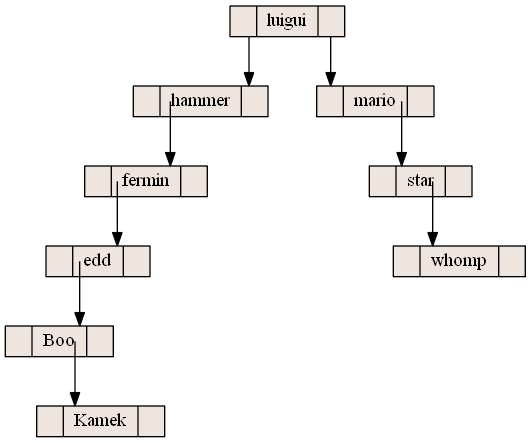 luigui
hammer
mario
fermin
star
edd
whomp
Boo
Kamek